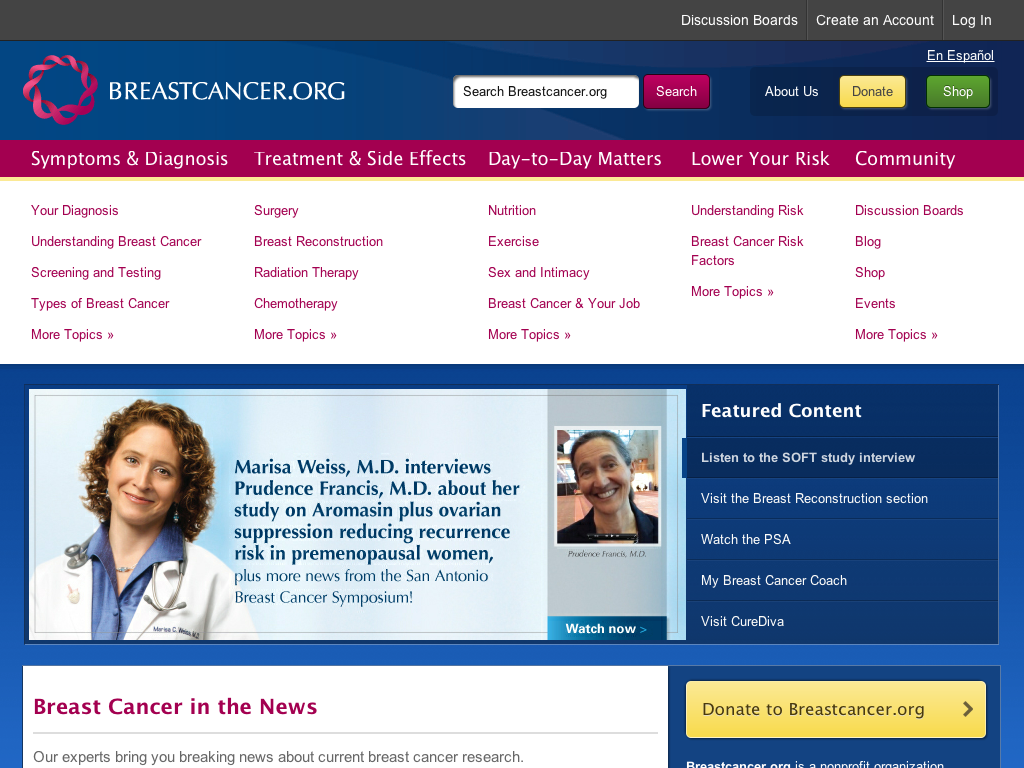 Discussion Boards
Create an Account
Log In
En Español
BREASTCANCER.ORG
Search Breastcancer.org
Search
About Us
Donate
Shop
Symptoms & Diagnosis
Treatment & Side Effects
Day-to-Day Matters
Lower Your Risk
Community
Your Diagnosis
Understanding Breast Cancer
Screening and Testing
Types of Breast Cancer
More Topics »
Surgery
Breast Reconstruction
Radiation Therapy
Chemotherapy
More Topics »
Nutrition
Exercise
Sex and Intimacy
Breast Cancer & Your Job
More Topics »
Understanding Risk
Breast Cancer Risk
Factors
More Topics »
Discussion Boards
Blog
Shop
Events
More Topics »
Marisa Weiss, M.D. interviews
Prudence Francis, M.D. about her
study on Aromasin plus ovarian
suppression reducing recurrence
risk in premenopausal women,
plus more news from the San Antonio
Breast Cancer Symposium!
Marisa C. Weiss, M.D.
Prudence Francis, M.D.
Watch now >
Featured Content
Listen to the SOFT study interview
Visit the Breast Reconstruction section
Watch the PSA
My Breast Cancer Coach
Visit CureDiva
Breast Cancer in the News
Our experts bring you breaking news about current breast cancer research.
Donate to Breastcancer.org
Breastcancer.org is a nonprofit organization